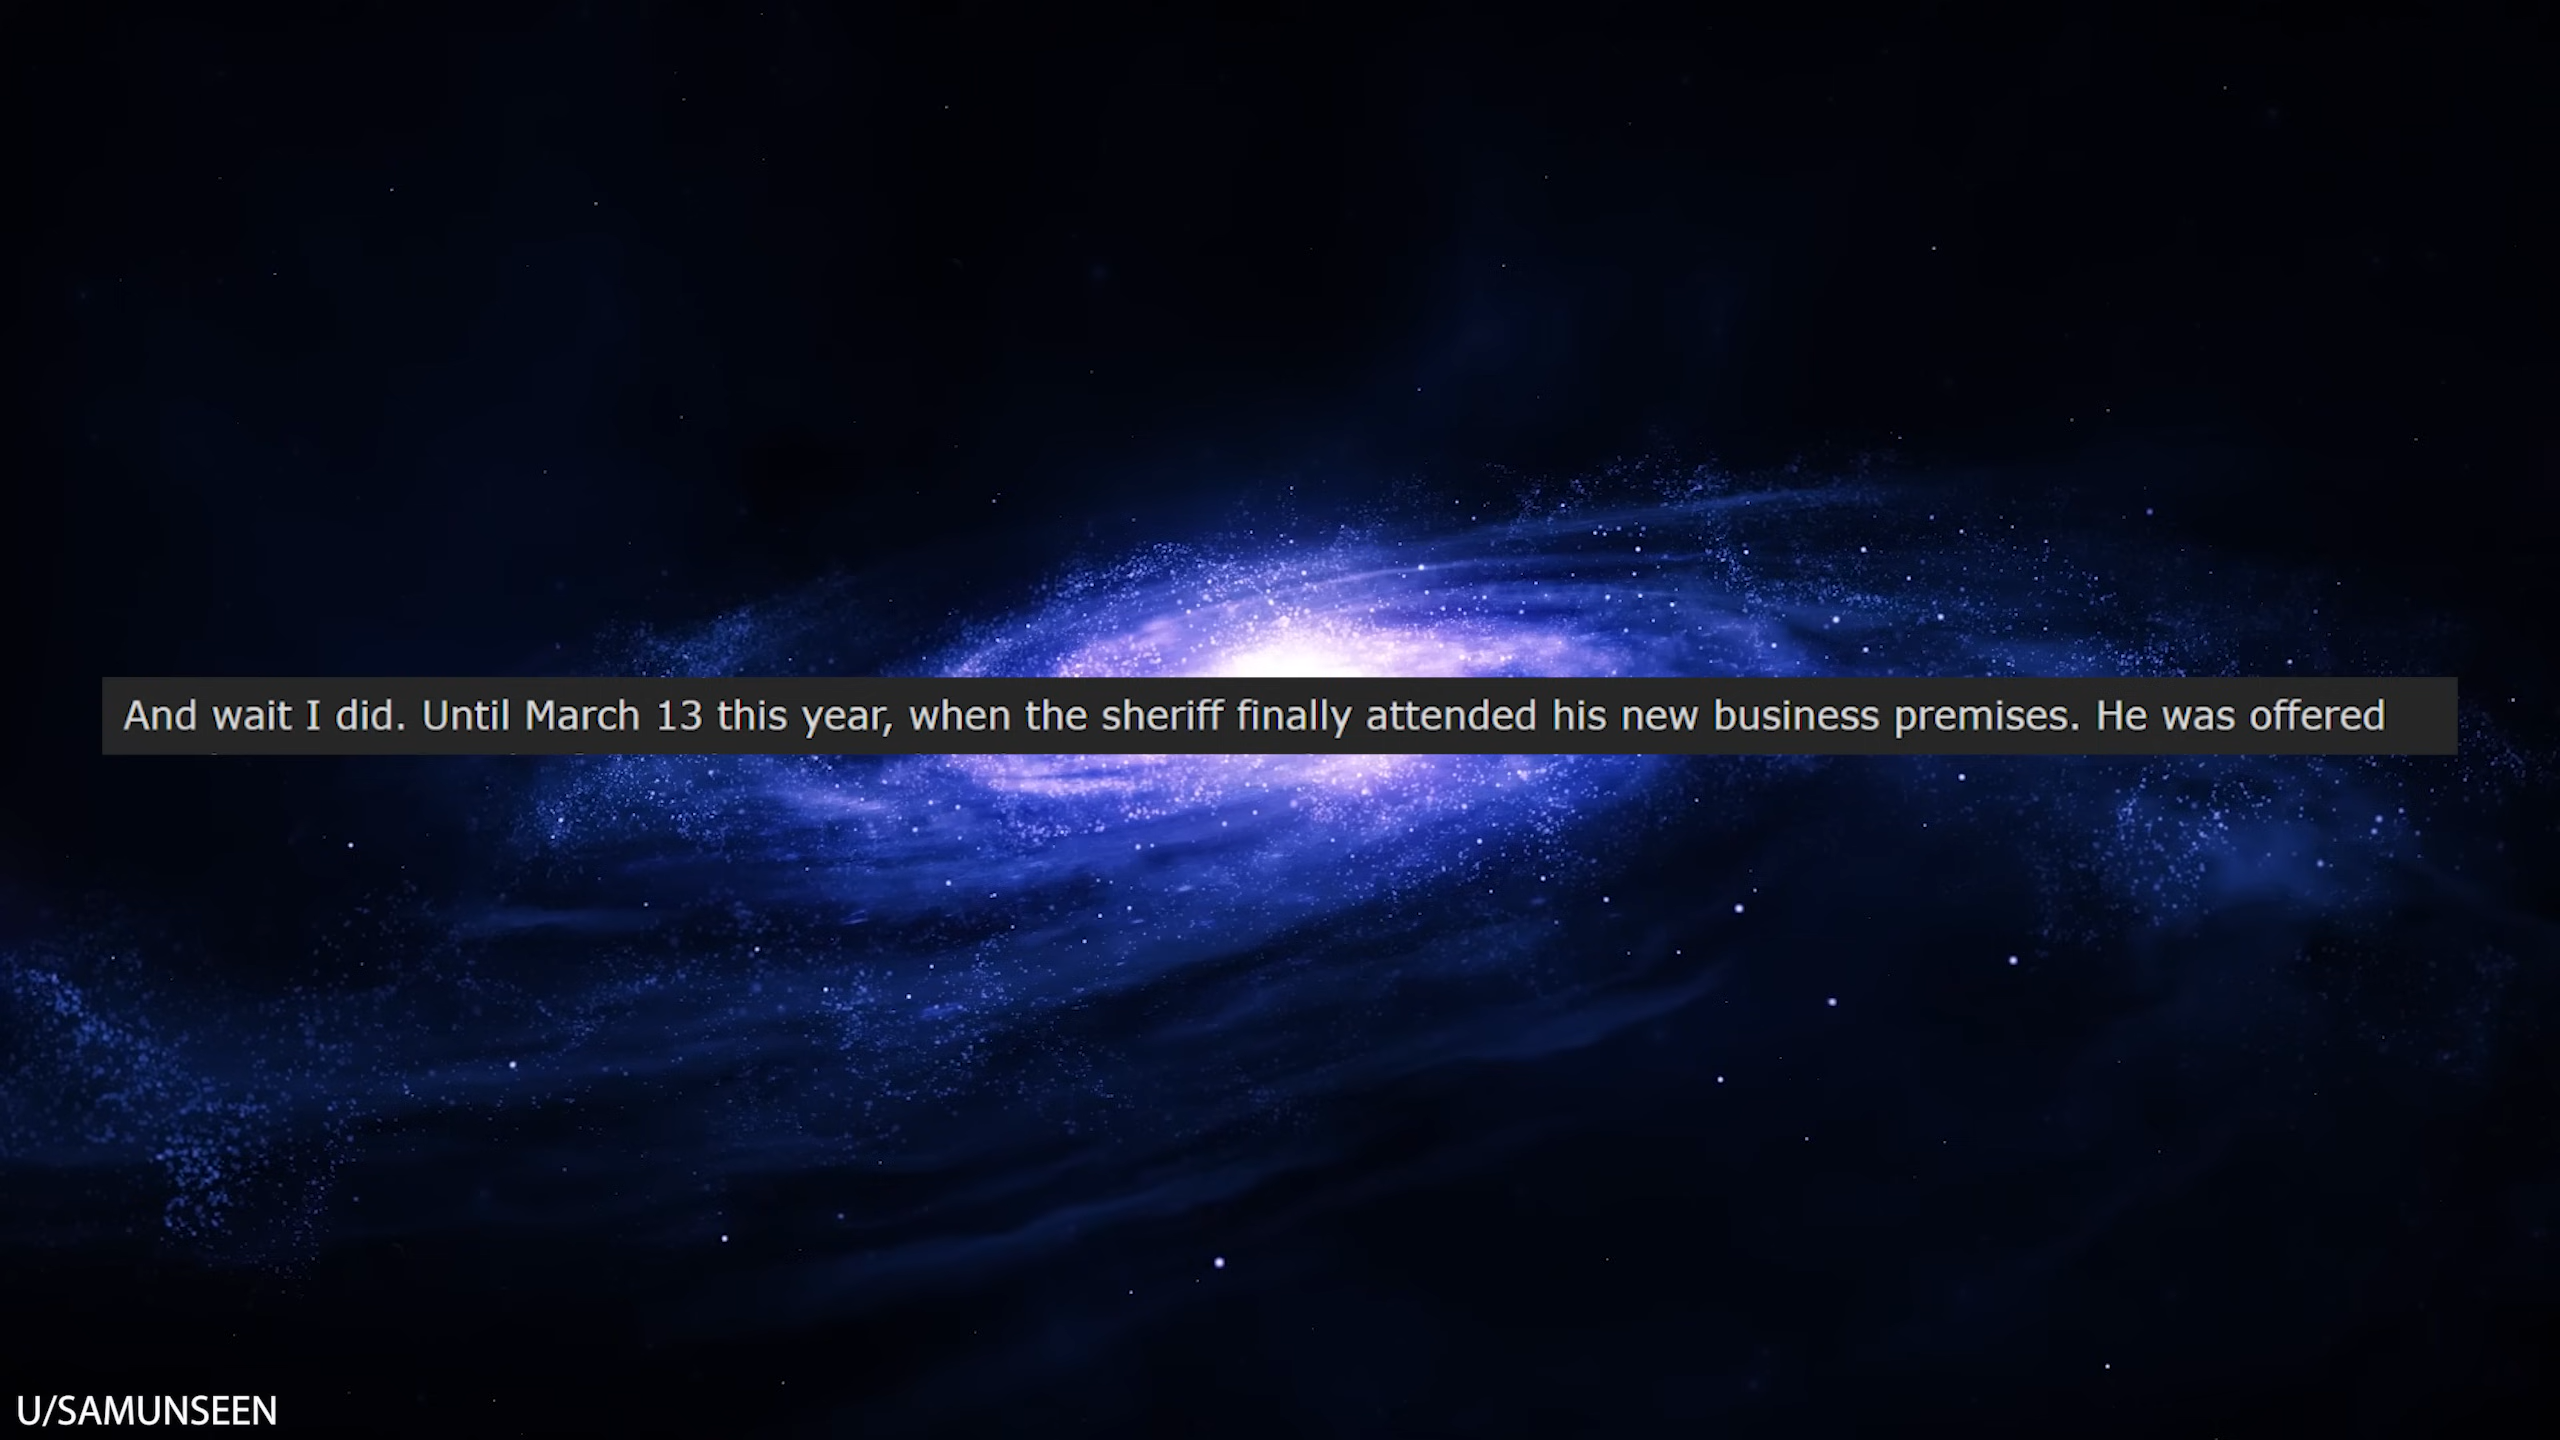 And wait I did. Until March 13 this year, when the sheriff finally attended his new business premises. He was offered
U/SAMUNSEEN